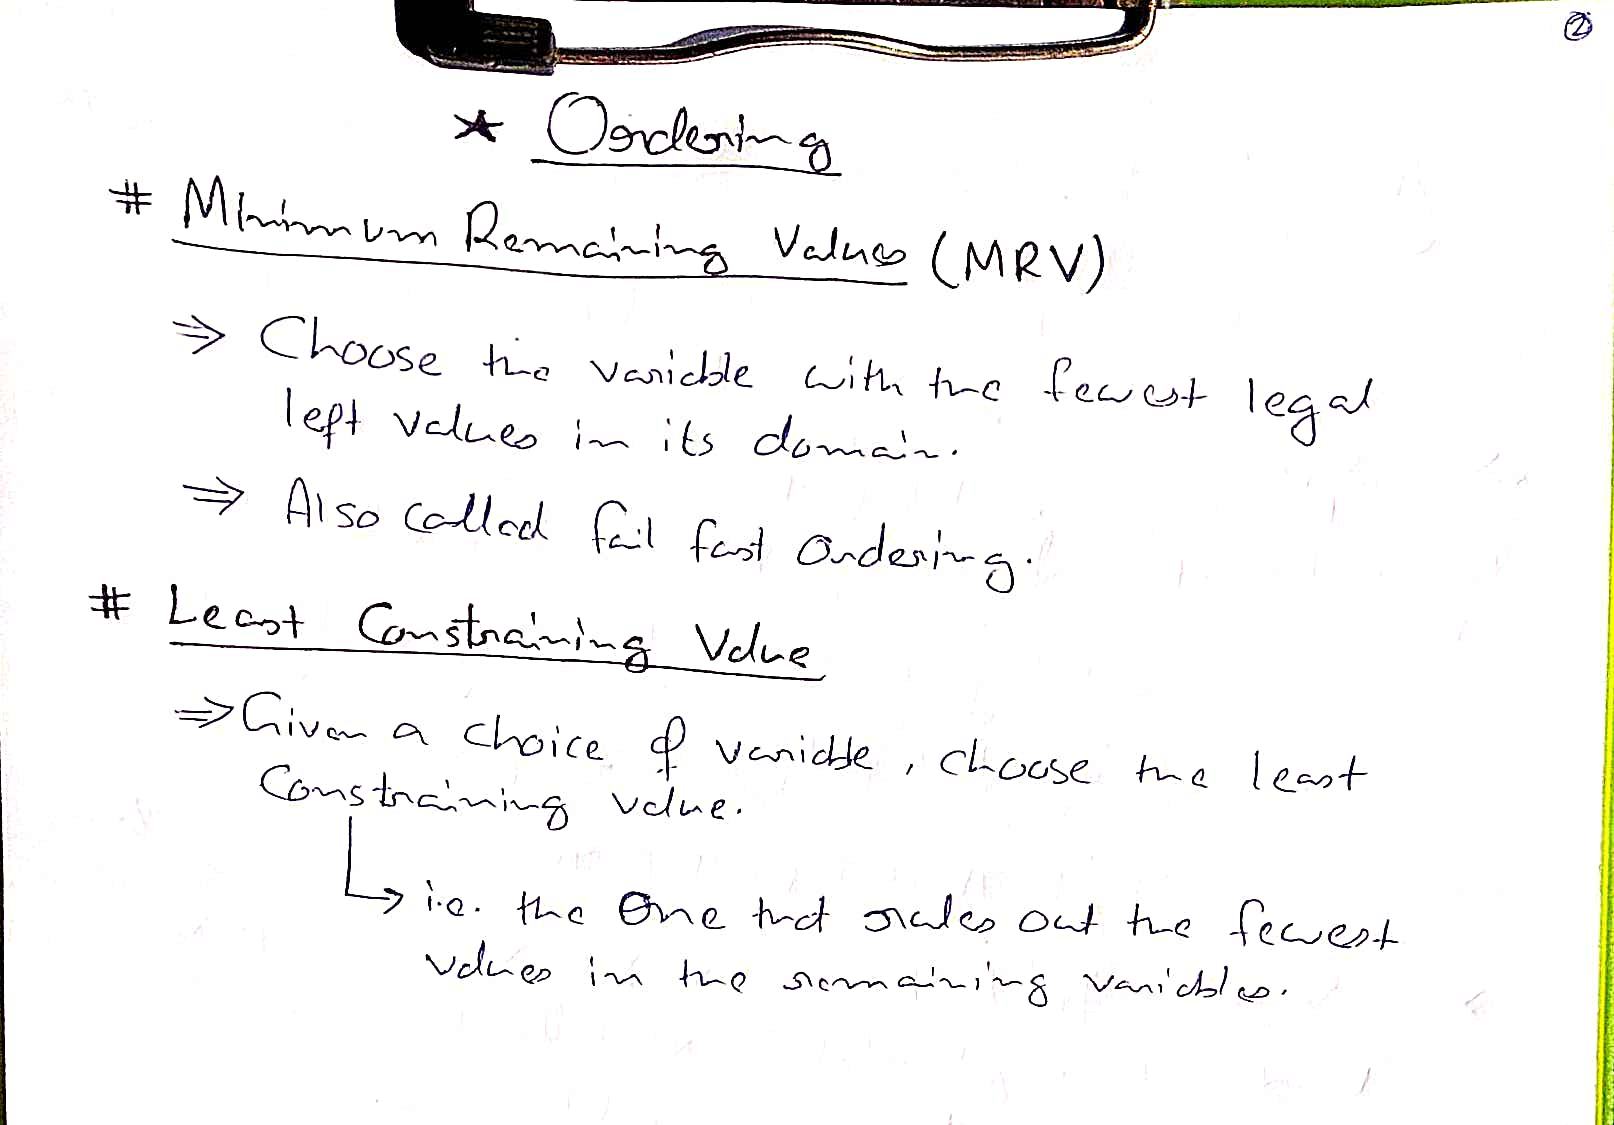 ②
* Ordering
# Minimum Remaining Values (MRV)
⇒ Choose the variable with the fewest legal
left values in its domain.
⇒ Also called fail fast ordering.
# Least Constraining Value
⇒ Given a choice of variable, choose the least
Constraining value.
↳ i.e. the one that rules out the fewest
values in the remaining variables.